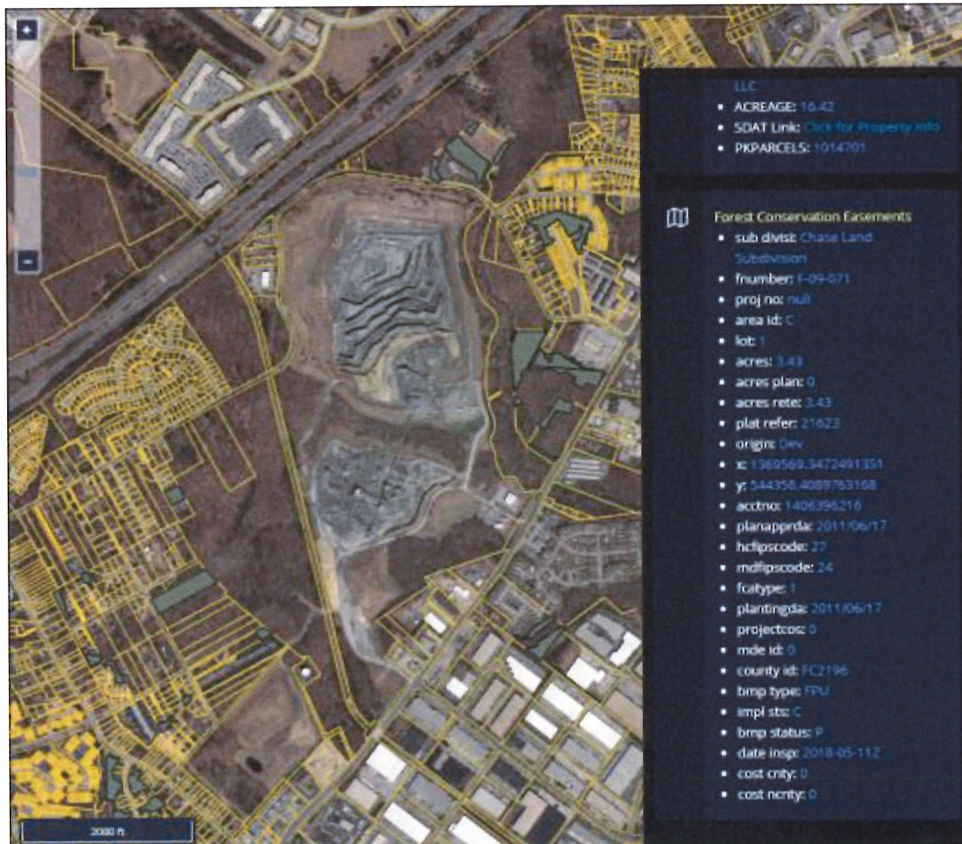 +
−
2000 ft
LLC
• ACREAGE: 16.42
• SDAT Link: Click for Property Info
• PKPARCELS: 1014701
Forest Conservation Easements
• sub divist: Chase Land
Subdivision
• fnumber: F-09-071
• proj no: null
• area id: C
• lot: 1
• acres: 3.43
• acres plan: 0
• acres rete: 3.43
• plat refer: 21623
• origin: Dev
• x: 1369569.3472491351
• y: 544356.4089763168
• acctno: 1406396216
• planapprda: 2011/06/17
• hcfipscode: 27
• mdfipscode: 24
• fcatype: 1
• plantingda: 2011/06/17
• projectcos: 0
• mde id: 0
• county id: FC2196
• bmp type: FPU
• impl sts: C
• bmp status: P
• date insp: 2018-05-11Z
• cost cnty: 0
• cost ncnty: 0